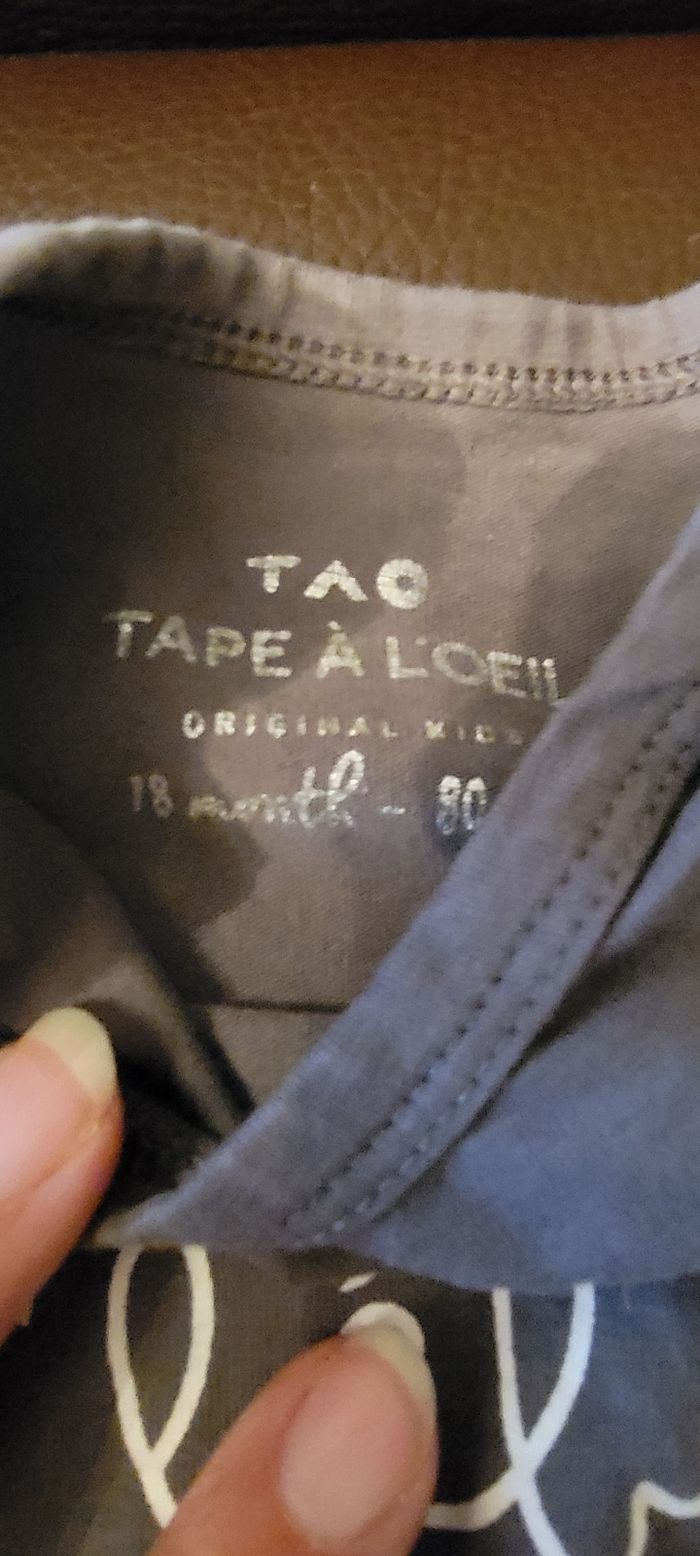 TAO
TAPE À L'OEIL
ORIGINAL KIDS
18 month - 80